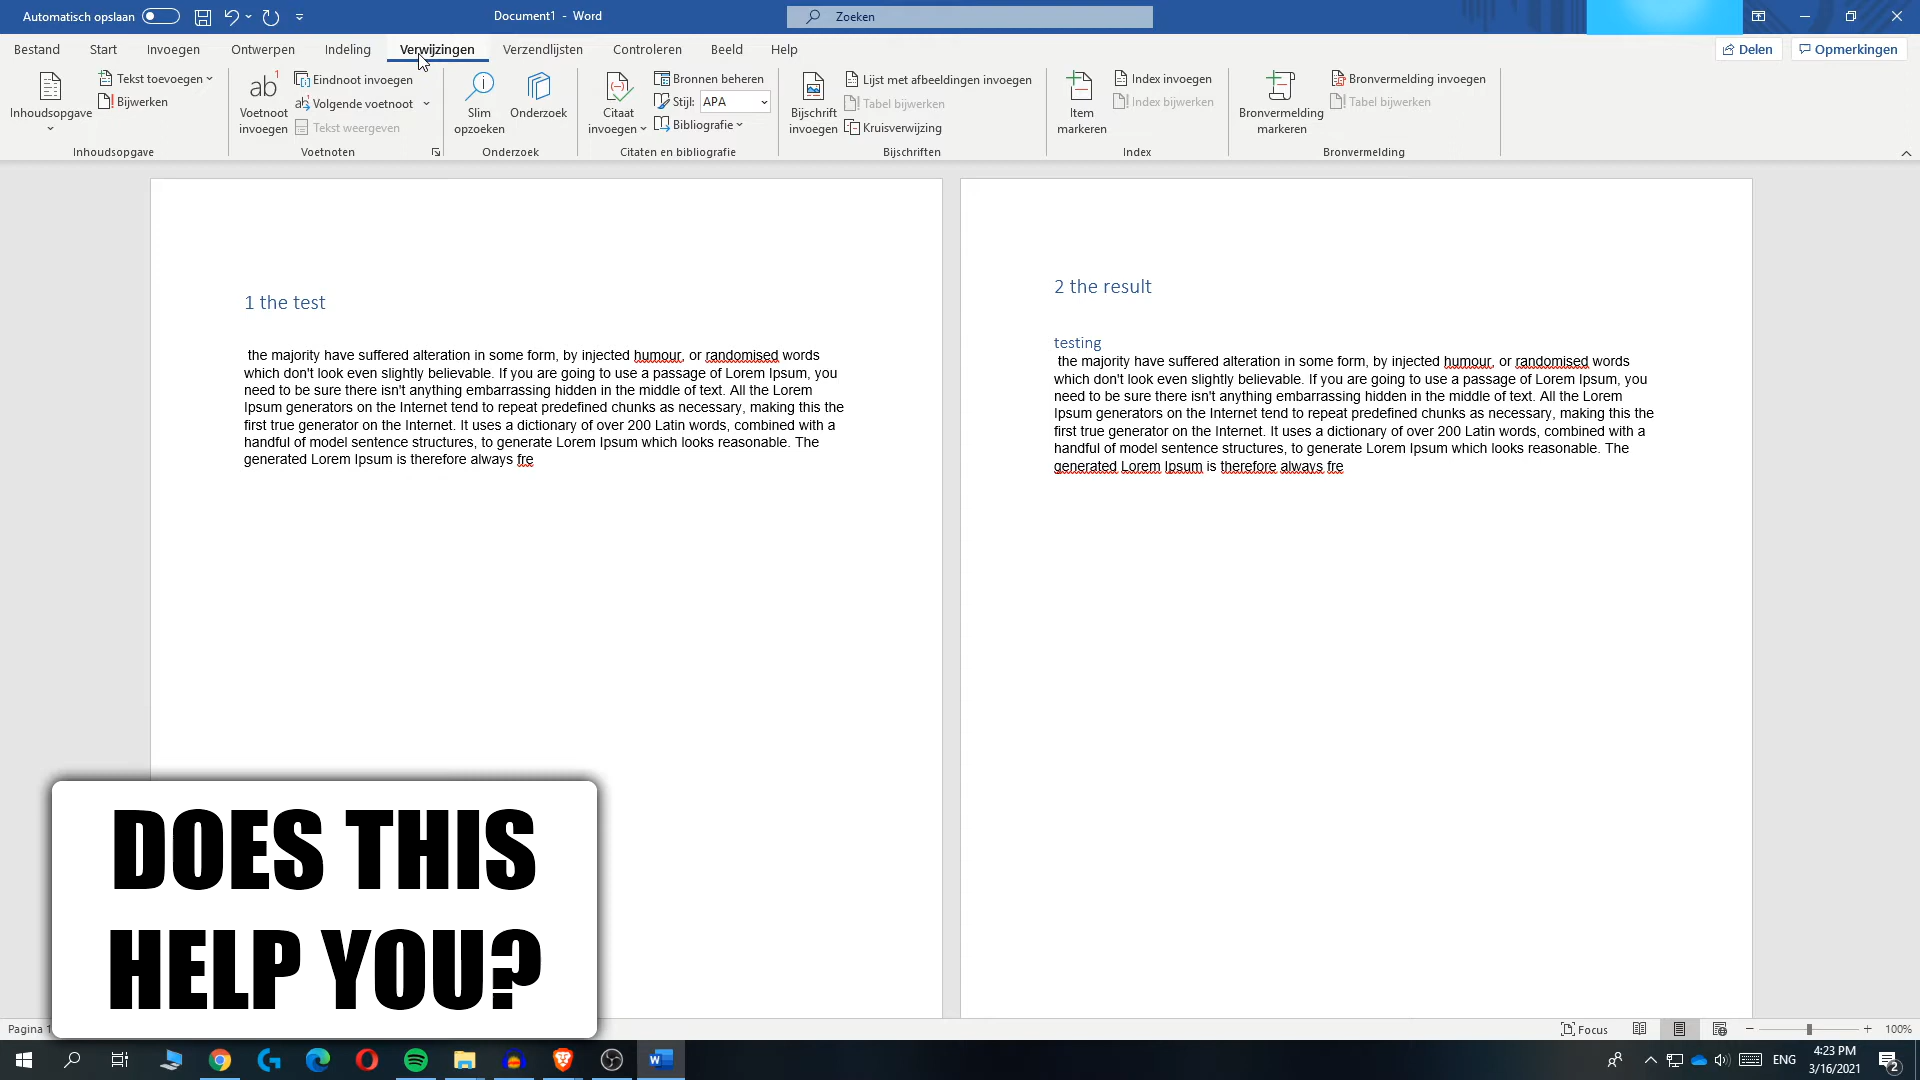 Automatisch opslaan
Document1 - Word
Zoeken
Bestand Start Invoegen Ontwerpen Indeling Verwijzingen Verzendlijsten Controleren Beeld Help Delen Opmerkingen
Inhoudsopgave
Tekst toevoegen
Bijwerken
Inhoudsopgave
ab1
Voetnoot
invoegen
Eindnoot invoegen
Volgende voetnoot
Tekst weergeven
Voetnoten
Slim
opzoeken
Onderzoek
Onderzoek
Citaat
invoegen
Bronnen beheren
Stijl: APA
Bibliografie
Citaten en bibliografie
Bijschrift
invoegen
Lijst met afbeeldingen invoegen
Tabel bijwerken
Kruisverwijzing
Bijschriften
Item
markeren
Index invoegen
Index bijwerken
Index
Bronvermelding
markeren
Bronvermelding invoegen
Tabel bijwerken
Bronvermelding
1 the test
the majority have suffered alteration in some form, by injected humour, or randomised words
which don't look even slightly believable. If you are going to use a passage of Lorem Ipsum, you
need to be sure there isn't anything embarrassing hidden in the middle of text. All the Lorem
Ipsum generators on the Internet tend to repeat predefined chunks as necessary, making this the
first true generator on the Internet. It uses a dictionary of over 200 Latin words, combined with a
handful of model sentence structures, to generate Lorem Ipsum which looks reasonable. The
generated Lorem Ipsum is therefore always fre
2 the result
testing
the majority have suffered alteration in some form, by injected humour, or randomised words
which don't look even slightly believable. If you are going to use a passage of Lorem Ipsum, you
need to be sure there isn't anything embarrassing hidden in the middle of text. All the Lorem
Ipsum generators on the Internet tend to repeat predefined chunks as necessary, making this the
first true generator on the Internet. It uses a dictionary of over 200 Latin words, combined with a
handful of model sentence structures, to generate Lorem Ipsum which looks reasonable. The
generated Lorem Ipsum is therefore always fre
DOES THIS
HELP YOU?
Pagina 1
Focus
100%
ENG
4:23 PM
3/16/2021
2